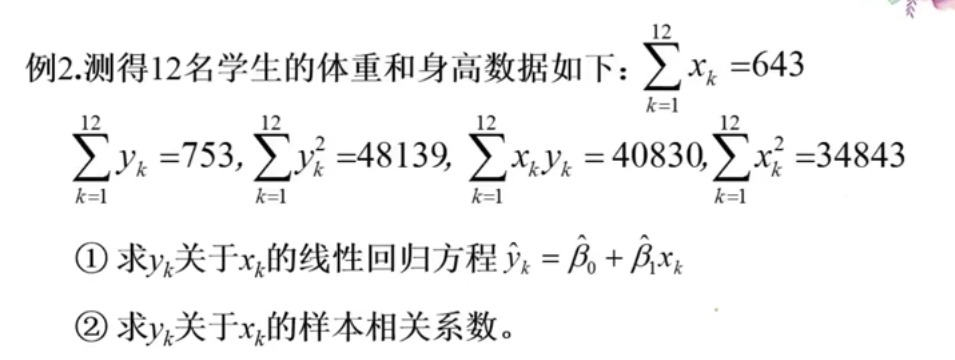 例2.测得12名学生的体重和身高数据如下：$\sum_{k=1}^{12} x_k = 643$
$\sum_{k=1}^{12} y_k = 753, \sum_{k=1}^{12} y_k^2 = 48139, \sum_{k=1}^{12} x_k y_k = 40830, \sum_{k=1}^{12} x_k^2 = 34843$
① 求$y_k$关于$x_k$的线性回归方程 $\hat{y}_k = \hat{\beta}_0 + \hat{\beta}_1 x_k$
② 求$y_k$关于$x_k$的样本相关系数。